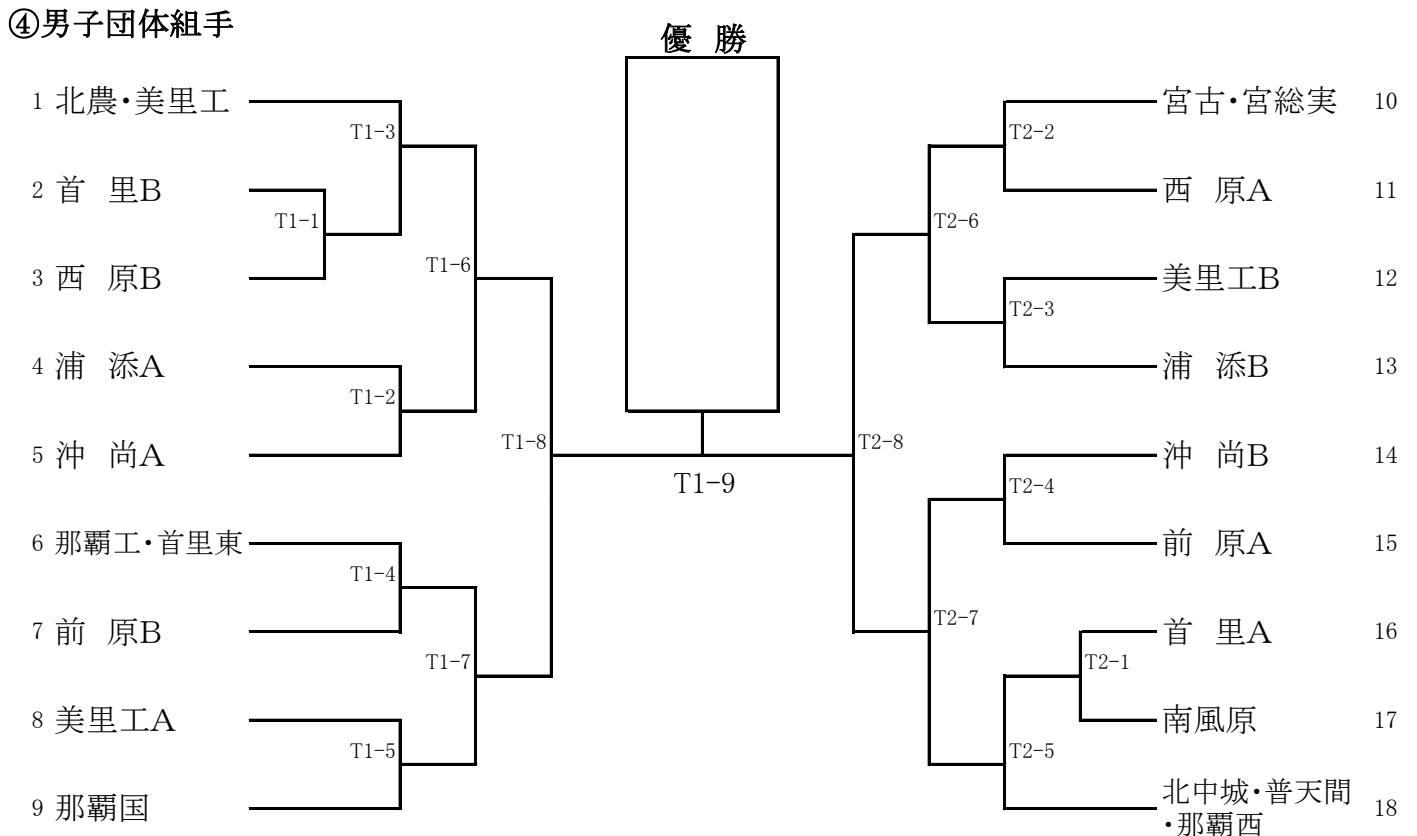 ④男子団体組手
優 勝
1 北農・美里工
T1-3
2 首 里B
T1-1
3 西 原B
T1-6
4 浦 添A
T1-2
5 沖 尚A
T1-8
6 那覇工・首里東
T1-4
7 前 原B
T1-7
8 美里工A
T1-5
9 那覇国
T1-9
宮古・宮総実 10
T2-2
西 原A 11
T2-6
美里工B 12
T2-3
浦 添B 13
T2-8
沖 尚B 14
T2-4
前 原A 15
T2-7
首 里A 16
T2-1
南風原 17
T2-5
北中城・普天間
・那覇西 18